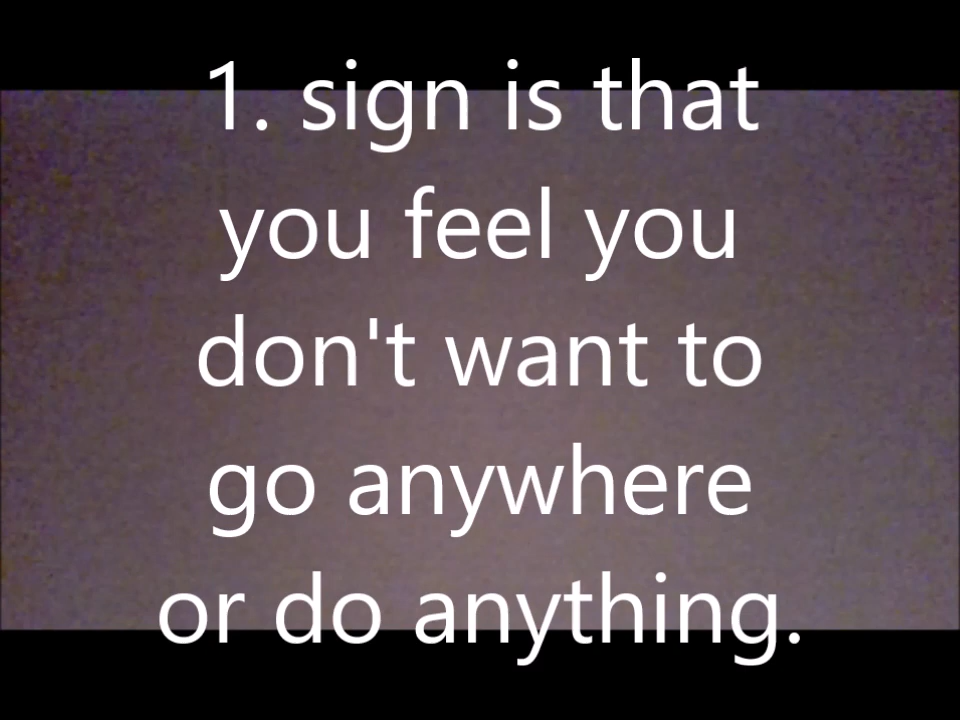 1. sign is that
you feel you
don't want to
go anywhere
or do anything.